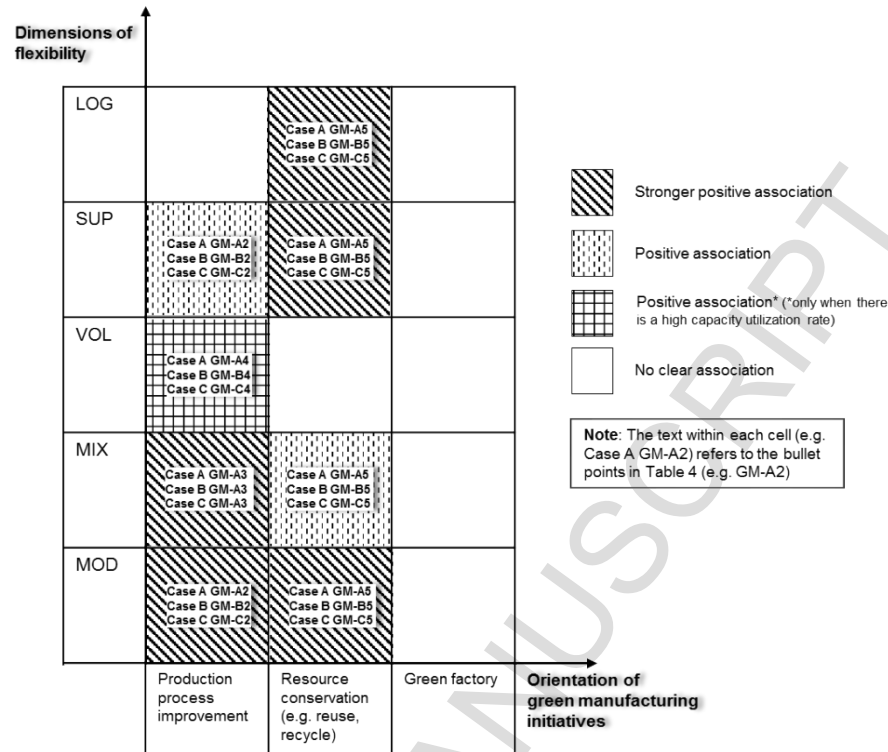 Dimensions of
flexibility
LOG
Case A GM-A5
Case B GM-B5
Case C GM-C5
SUP
Case A GM-A2
Case B GM-B2
Case C GM-C2
Case A GM-A5
Case B GM-B5
Case C GM-C5
VOL
Case A GM-A4
Case B GM-B4
Case C GM-C4
MIX
Case A GM-A3
Case B GM-A3
Case C GM-A3
Case A GM-A5
Case B GM-B5
Case C GM-C5
MOD
Case A GM-A2
Case B GM-B2
Case C GM-C2
Case A GM-A5
Case B GM-B5
Case C GM-C5
Production
process
improvement
Resource
conservation
(e.g. reuse,
recycle)
Green factory
Orientation of
green manufacturing
initiatives
Stronger positive association
Positive association
Positive association* (*only when there
is a high capacity utilization rate)
No clear association
Note: The text within each cell (e.g.
Case A GM-A2) refers to the bullet
points in Table 4 (e.g. GM-A2)
ANUSCRIPT